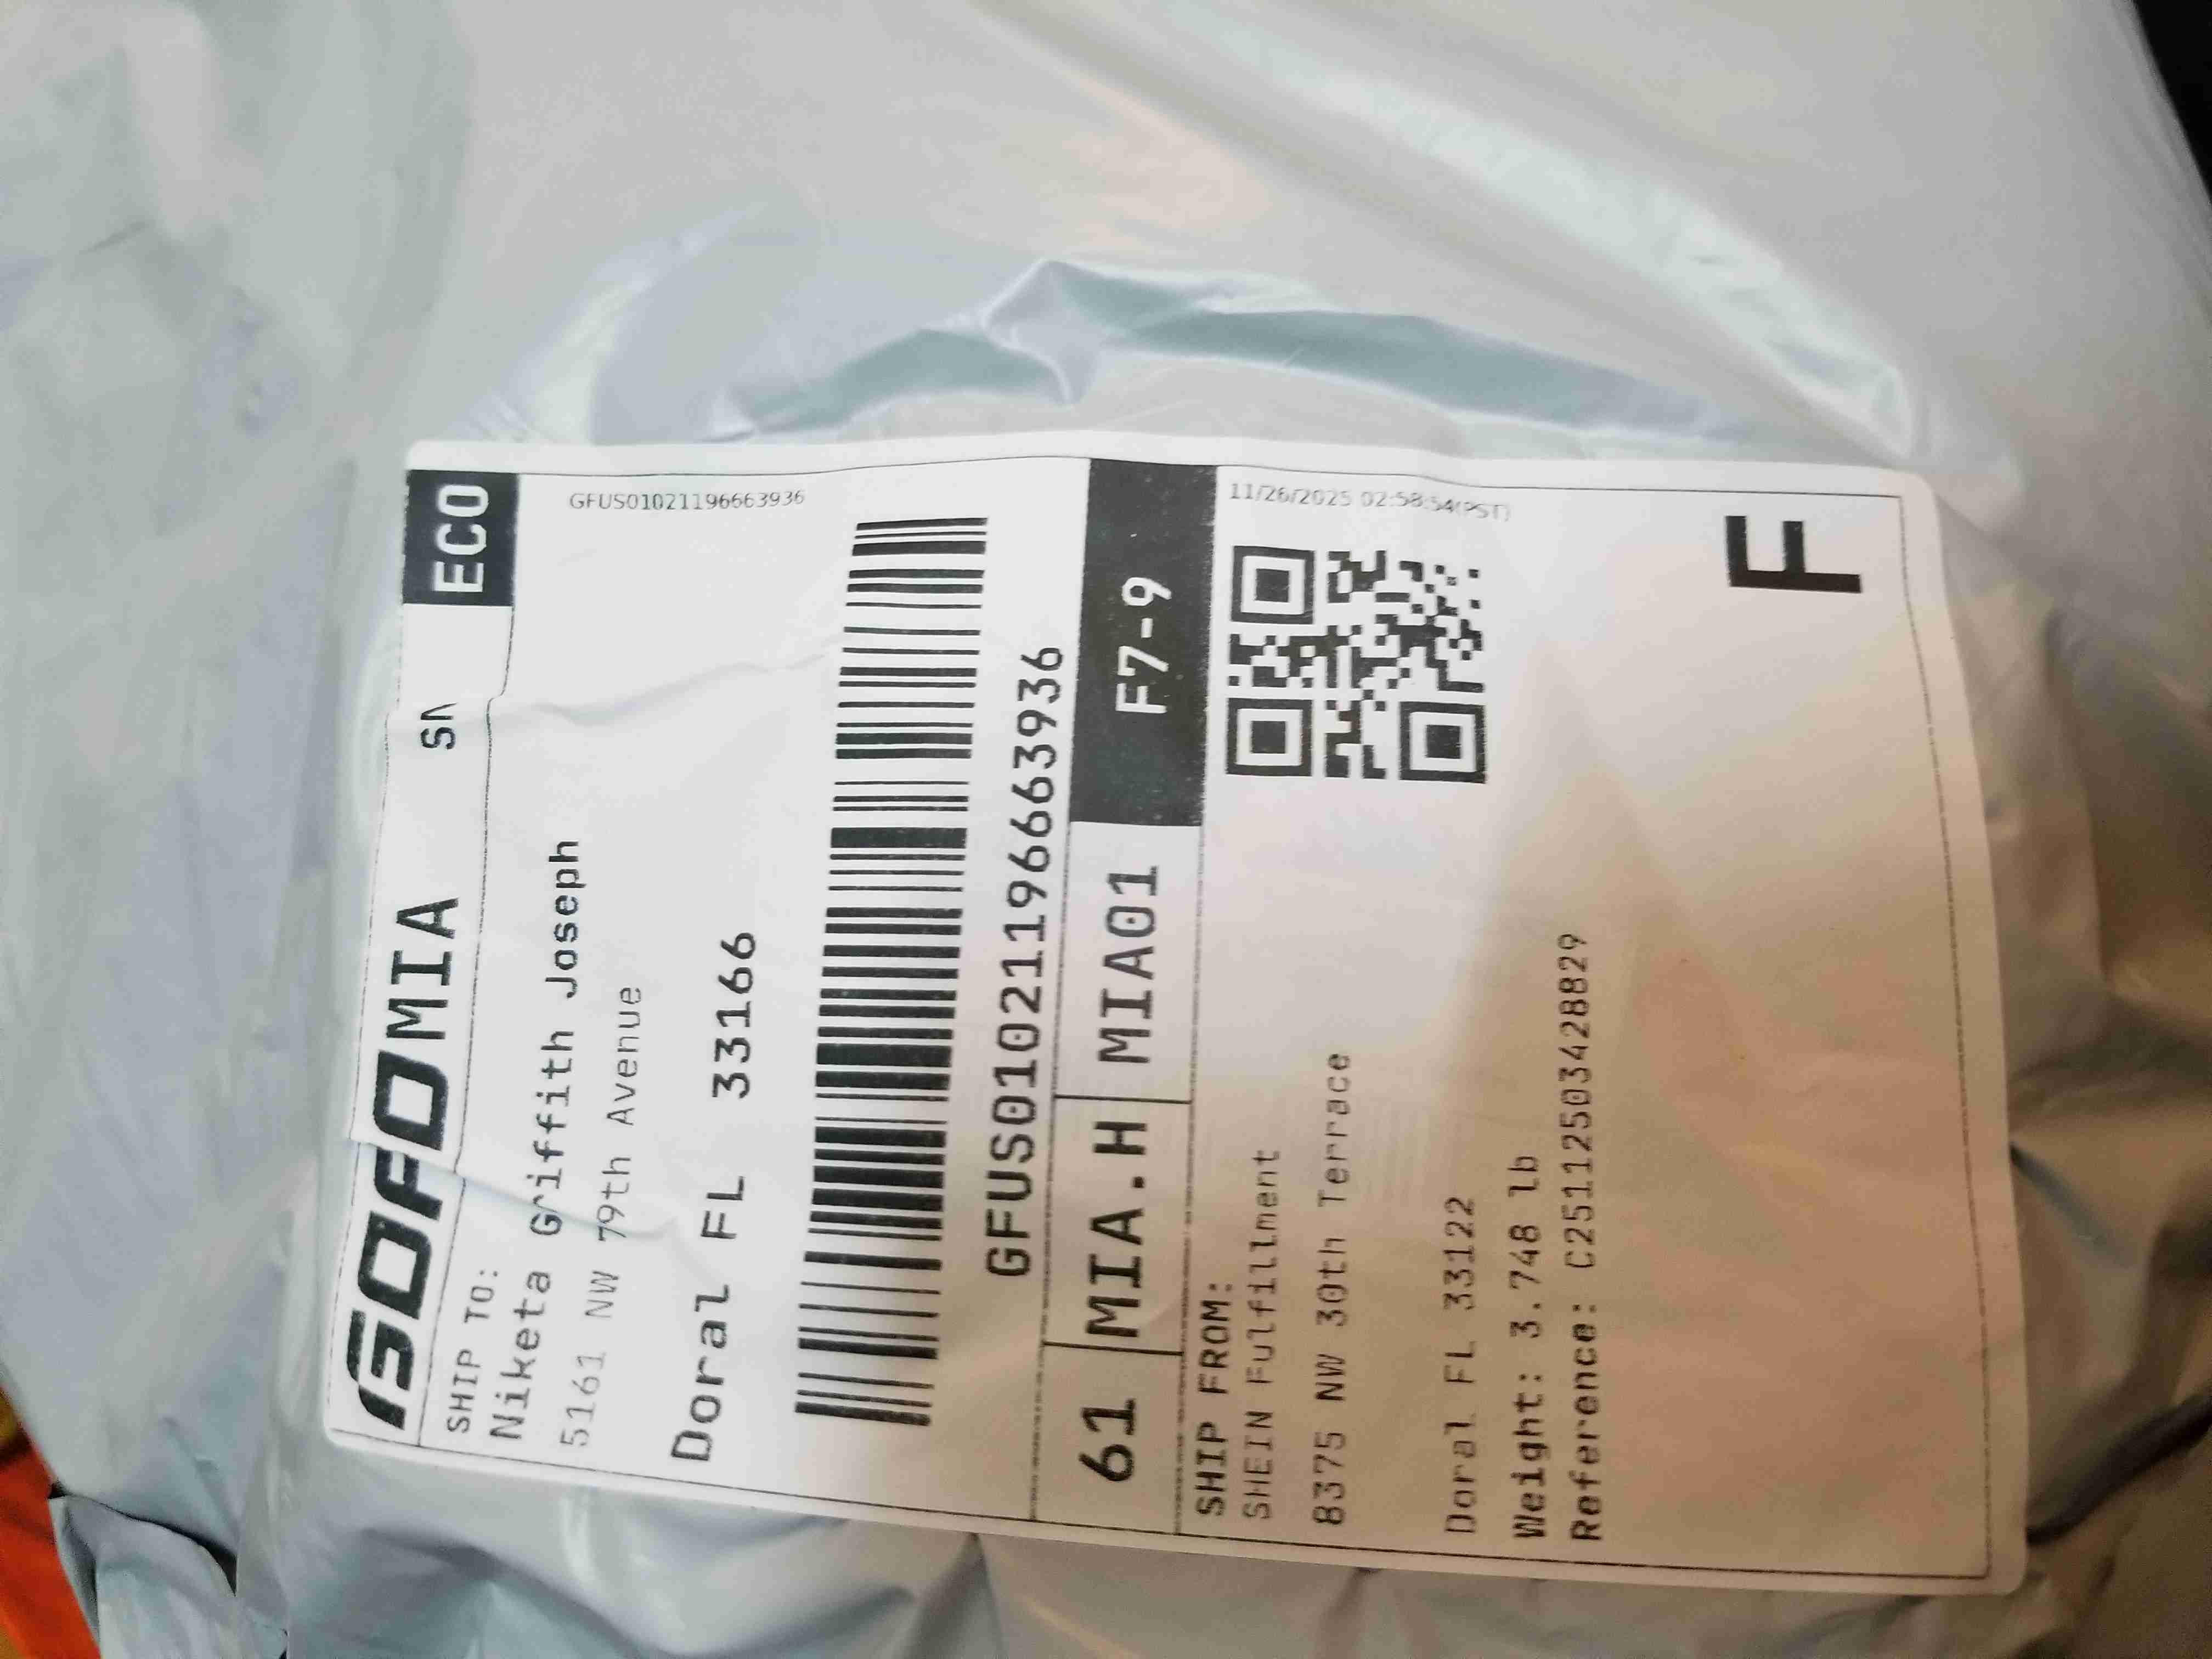 GOFO MIA
ECO
SHIP TO:
GFUS01021196663936
Niketa Griffith Joseph
5161 NW 79th Avenue
Doral FL 33166
GFUS01021196663936
61 MIA.H MIA01 F7-9
SHIP FROM:
11/26/2025 02:58:54(PST)
SHEIN Fulfillment
8375 NW 30th Terrace
Doral FL 33122
Weight: 3.748 lb
Reference: C251125034288​29
F